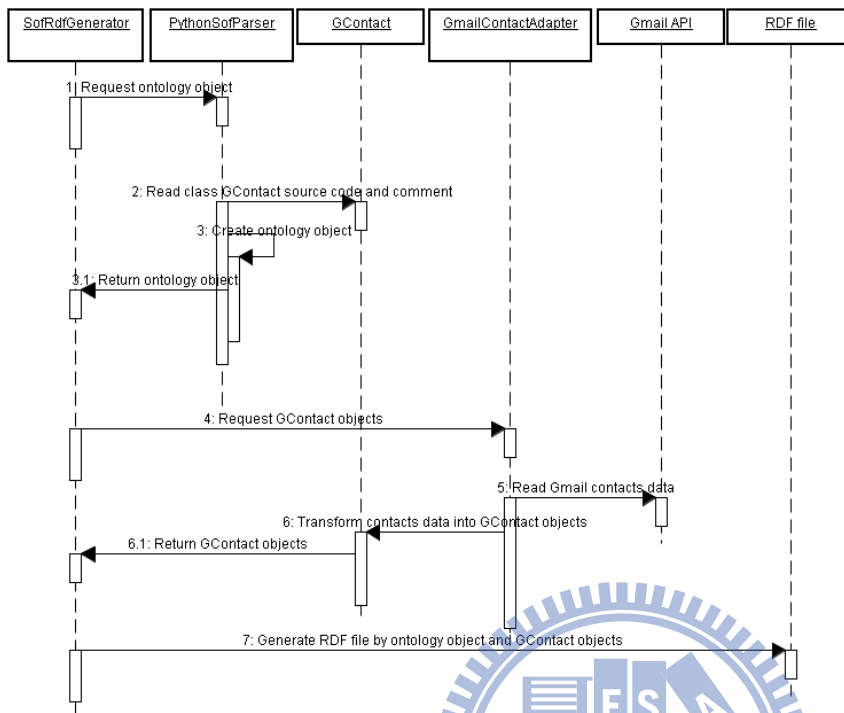 SofRdfGenerator
PythonSofParser
GContact
GmailContactAdapter
Gmail API
RDF file
1: Request ontology object
2: Read class GContact source code and comment
3: Create ontology object
3.1: Return ontology object
4: Request GContact objects
5: Read Gmail contacts data
6: Transform contacts data into GContact objects
6.1: Return GContact objects
7: Generate RDF file by ontology object and GContact objects
ES